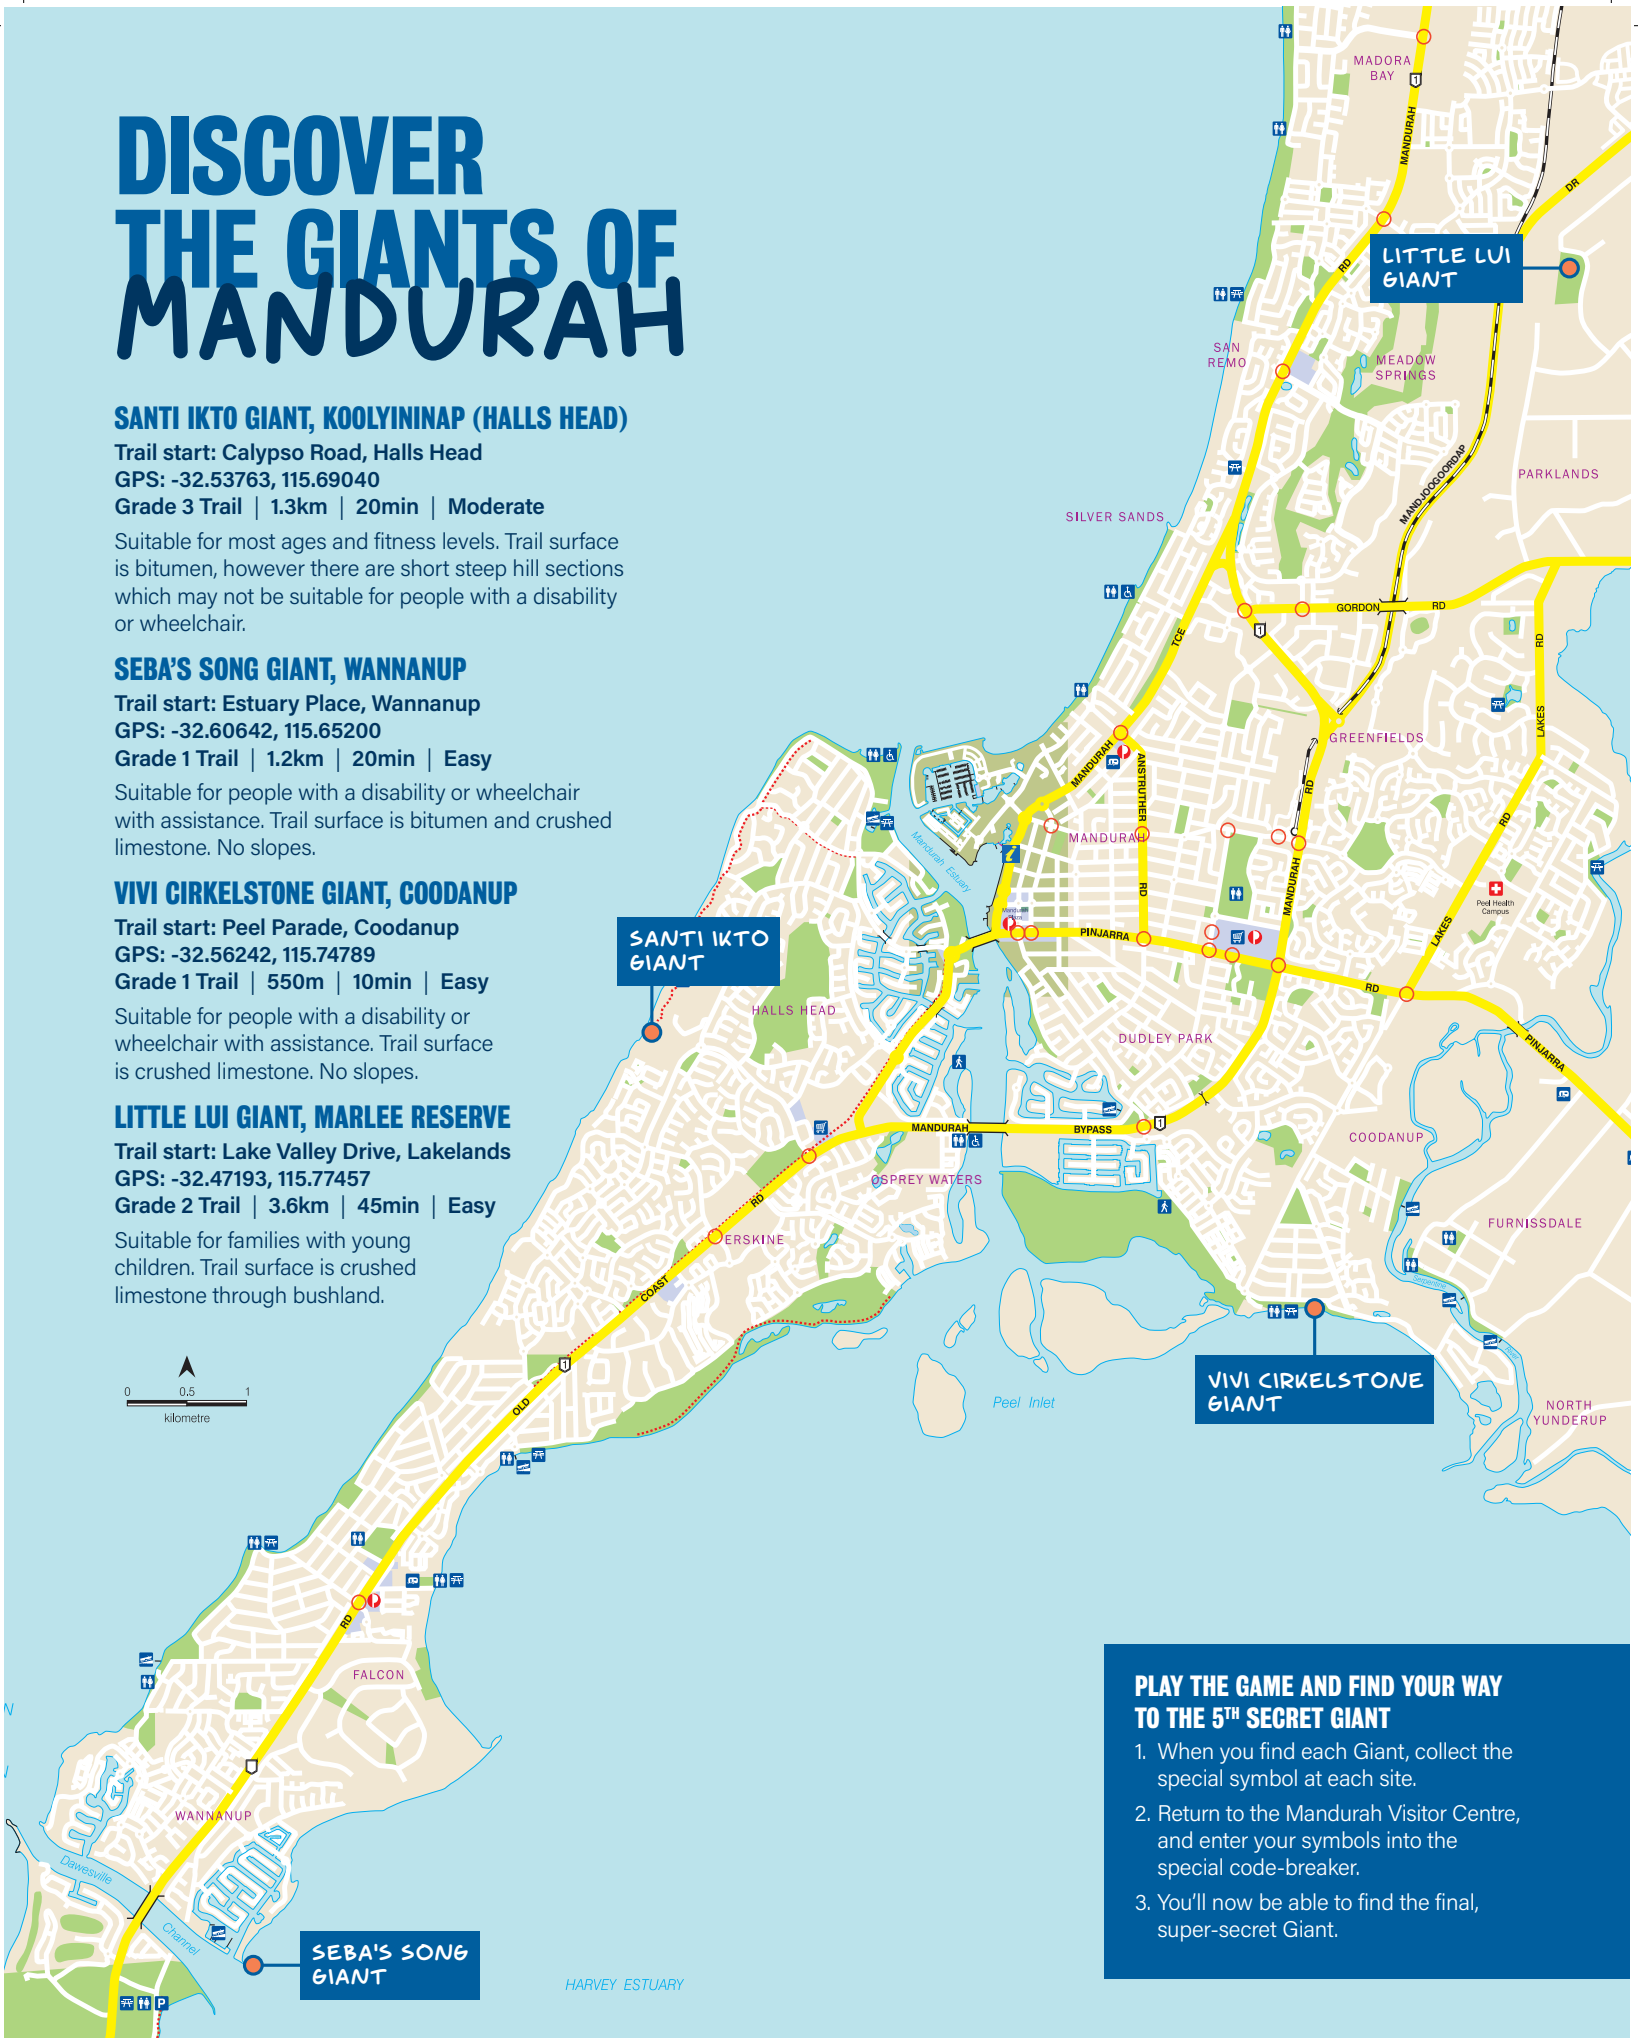 DISCOVER
THE GIANTS OF
MANDURAH
SANTI IKTO GIANT, KOOLYININAP (HALLS HEAD)
Trail start: Calypso Road, Halls Head
GPS: -32.53763, 115.69040
Grade 3 Trail | 1.3km | 20min | Moderate
Suitable for most ages and fitness levels. Trail surface
is bitumen, however there are short steep hill sections
which may not be suitable for people with a disability
or wheelchair.
SEBA'S SONG GIANT, WANNANUP
Trail start: Estuary Place, Wannanup
GPS: -32.60642, 115.65200
Grade 1 Trail | 1.2km | 20min | Easy
Suitable for people with a disability or wheelchair
with assistance. Trail surface is bitumen and crushed
limestone. No slopes.
VIVI CIRKELSTONE GIANT, COODANUP
Trail start: Peel Parade, Coodanup
GPS: -32.56242, 115.74789
Grade 1 Trail | 550m | 10min | Easy
Suitable for people with a disability or
wheelchair with assistance. Trail surface
is crushed limestone. No slopes.
LITTLE LUI GIANT, MARLEE RESERVE
Trail start: Lake Valley Drive, Lakelands
GPS: -32.47193, 115.77457
Grade 2 Trail | 3.6km | 45min | Easy
Suitable for families with young
children. Trail surface is crushed
limestone through bushland.
0 0.5 1
kilometre
MADORA
BAY
1
MANDURAH
RD
DR
LITTLE LUI
GIANT
SAN
REMO
MEADOW
SPRINGS
MANDJOOGOORDAP
PARKLANDS
SILVER SANDS
TCE
GORDON
RD
1
RD
LAKES
RD
GREENFIELDS
RD
MANDURAH
ANSTRUTHER
RD
MANDURAH
Mandurah
Estuary
i
MANDURAH
Peel Health
Campus
LAKES
Mandurah
PINJARRA
RD
PINJARRA
SANTI IKTO
GIANT
HALLS HEAD
DUDLEY PARK
MANDURAH
BYPASS
1
COODANUP
OSPREY WATERS
FURNISSDALE
RD
ERSKINE
COAST
Serpentine
River
1
OLD
Peel Inlet
VIVI CIRKELSTONE
GIANT
NORTH
YUNDERUP
RD
FALCON
N
WANNANUP
Dawesville
Channel
P
SEBA'S SONG
GIANT
HARVEY ESTUARY
PLAY THE GAME AND FIND YOUR WAY
TO THE 5TH SECRET GIANT
1. When you find each Giant, collect the
special symbol at each site.
2. Return to the Mandurah Visitor Centre,
and enter your symbols into the
special code-breaker.
3. You'll now be able to find the final,
super-secret Giant.